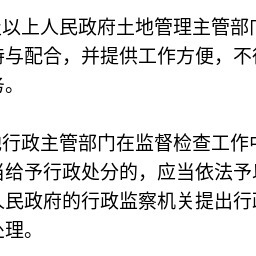 以上人民政府土地管理主管部门
与配合，并提供工作方便，不
。
行政主管部门在监督检查工作中
给予行政处分的，应当依法予以
人民政府的行政监察机关提出行政
处理。